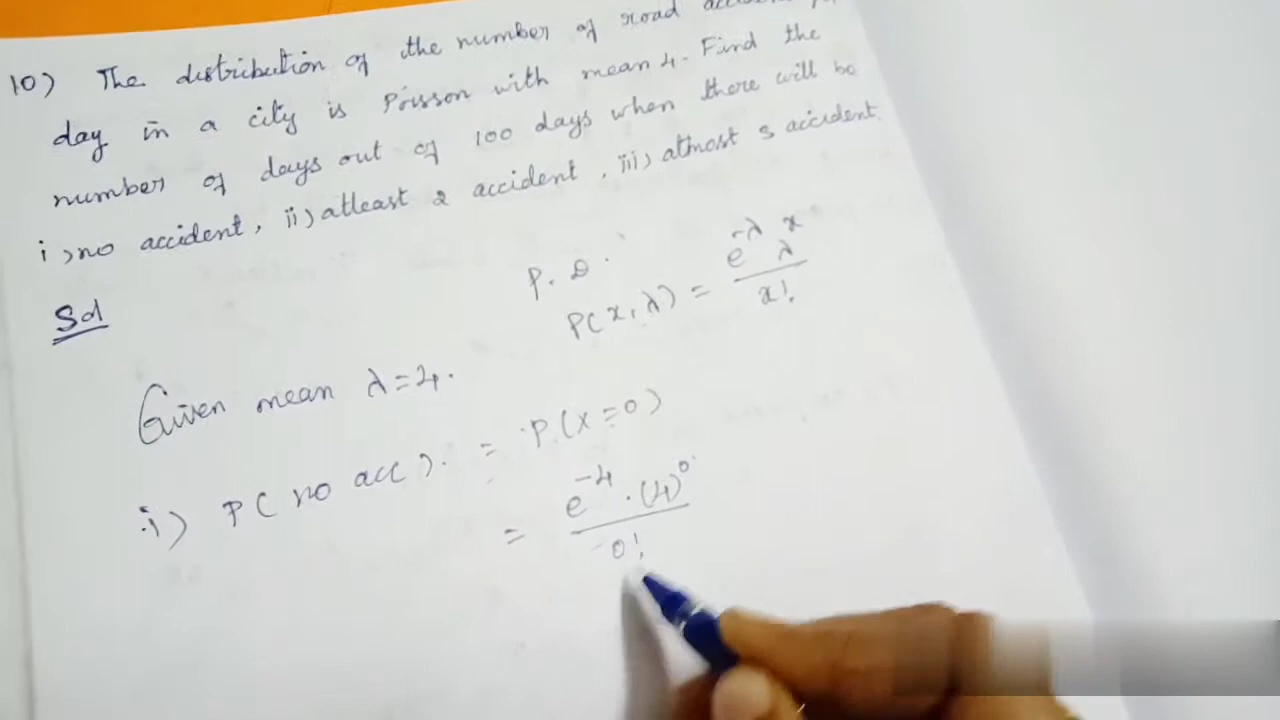 10) The distribution of the number of road
day in a city is Poisson with mean 4. Find the
number of days out of 100 days when there will be
i) no accident, ii) atleast 2 accident, iii) atmost 3 accident.
Sol
P. D.
P(x, λ) = e^-λ λ^x / x!
Given mean λ = 4.
i) P( no acc ). = P(x = 0)
= e^-4 . (4)^0 / 0!